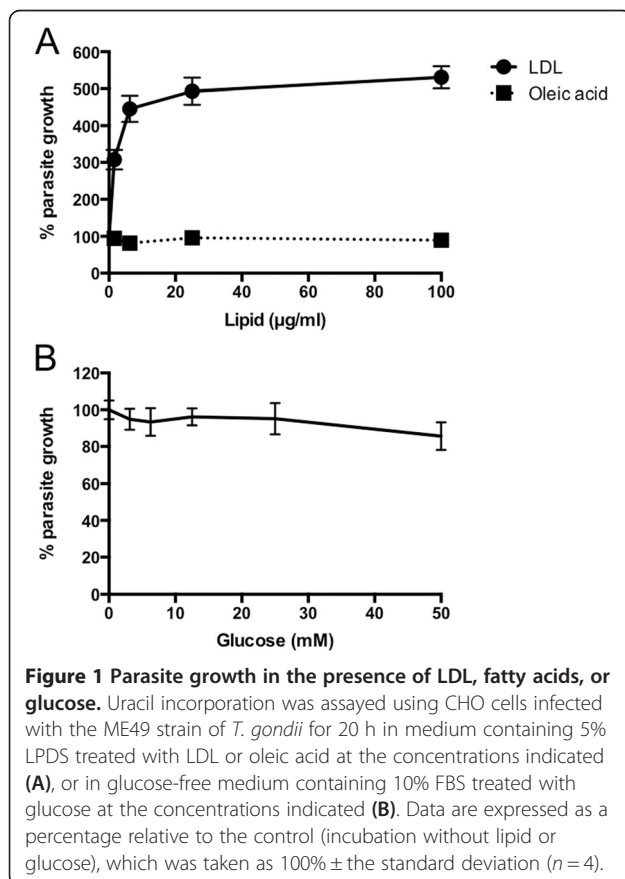 A
600
500
400
300
200
100
0
% parasite growth
0 20 40 60 80 100
Lipid (µg/ml)
LDL
Oleic acid
B
120
100
80
60
40
20
0
% parasite growth
0 10 20 30 40 50
Glucose (mM)
Figure 1 Parasite growth in the presence of LDL, fatty acids, or
glucose. Uracil incorporation was assayed using CHO cells infected
with the ME49 strain of T. gondii for 20 h in medium containing 5%
LPDS treated with LDL or oleic acid at the concentrations indicated
(A), or in glucose-free medium containing 10% FBS treated with
glucose at the concentrations indicated (B). Data are expressed as a
percentage relative to the control (incubation without lipid or
glucose), which was taken as 100% ± the standard deviation (n = 4).